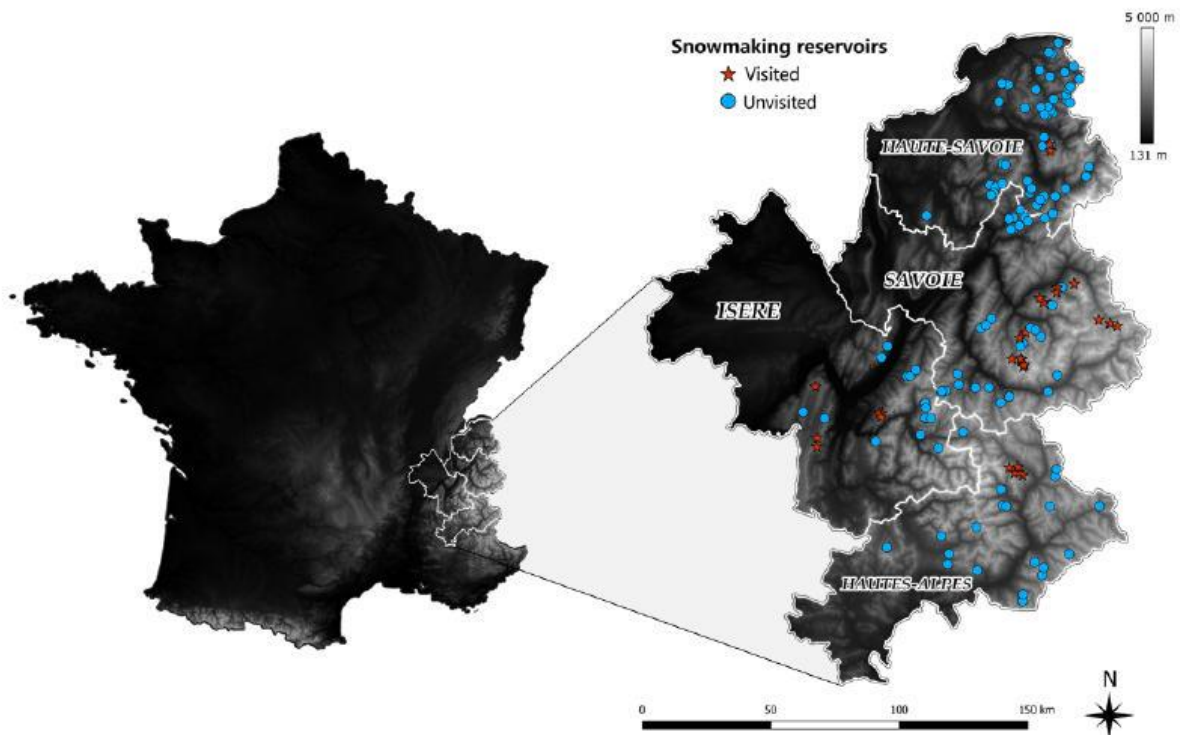 5 000 m
Snowmaking reservoirs
Visited
Unvisited
131 m
HAUTE-SAVOIE
SAVOIE
ISERE
HAUTES-ALPES
N
0 50 100 150 km